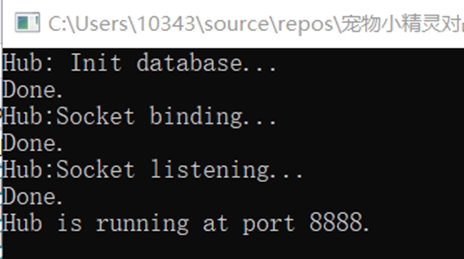 C:\Users\10343\source\repos\宠物小精灵对
Hub: Init database...
Done.
Hub:Socket binding...
Done.
Hub:Socket listening...
Done.
Hub is running at port 8888.